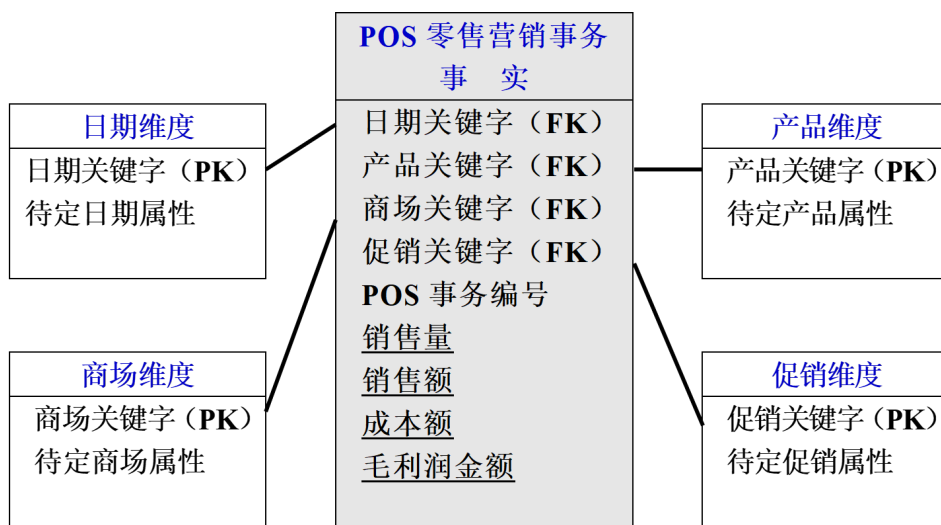 POS 零售营销事务
事 实
日期关键字（FK）
产品关键字（FK）
商场关键字（FK）
促销关键字（FK）
POS 事务编号
销售量
销售额
成本额
毛利润金额
日期维度
日期关键字（PK）
待定日期属性
商场维度
商场关键字（PK）
待定商场属性
产品维度
产品关键字（PK）
待定产品属性
促销维度
促销关键字（PK）
待定促销属性